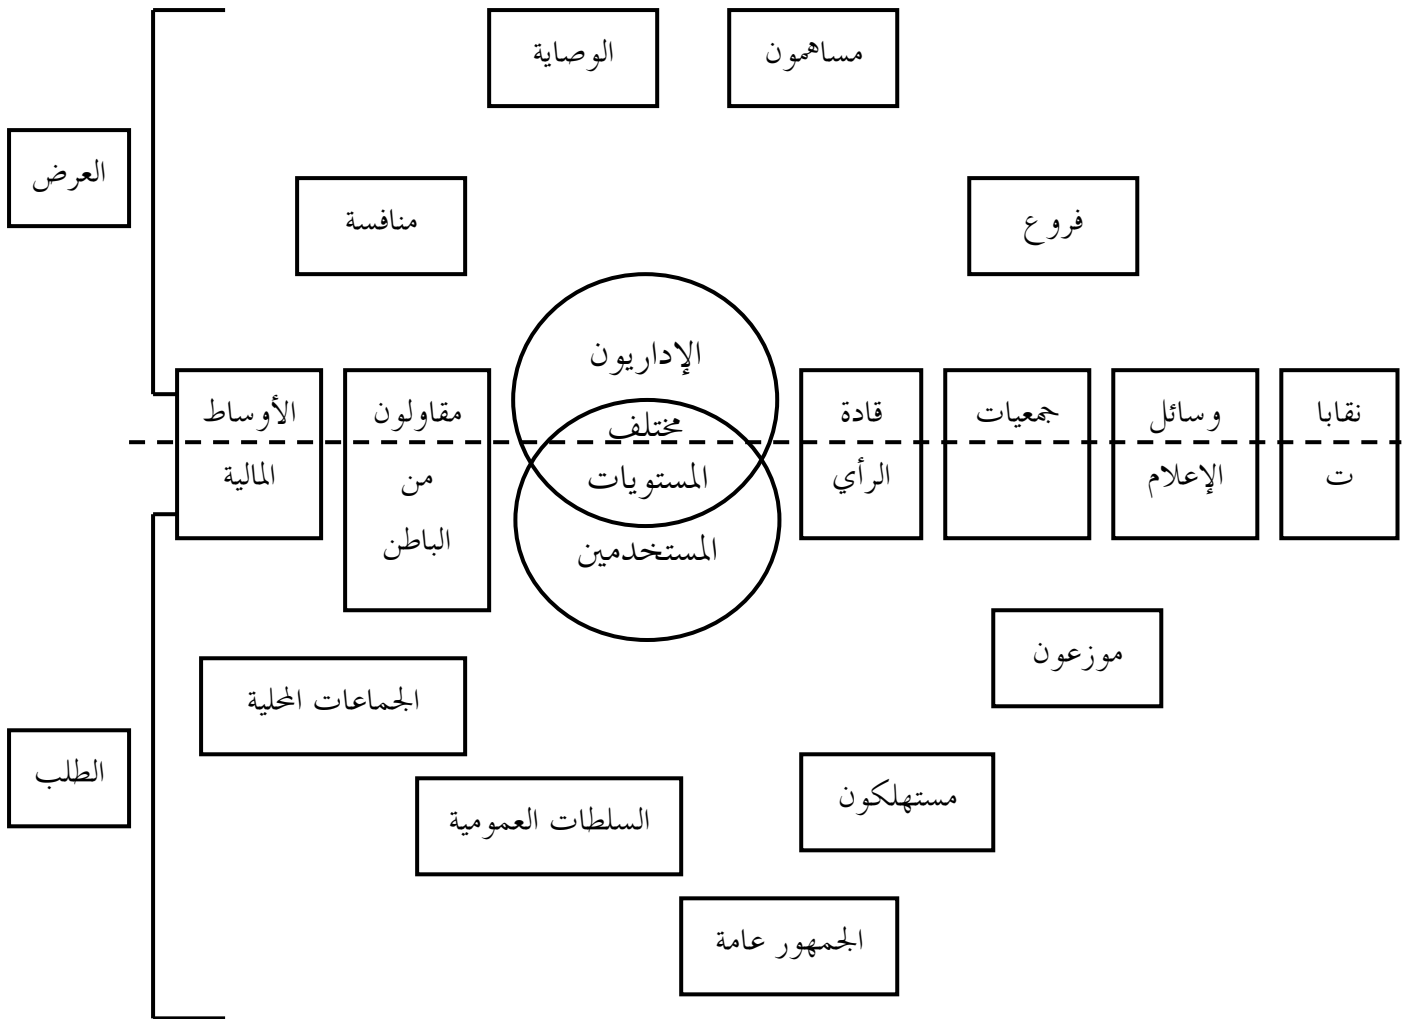 مساهمون
الوصاية
العرض
فروع
منافسة
الإداريون
نقابا
ت
وسائل
الإعلام
جمعيات
قادة
الرأي
مختلف
المستويات
المستخدمين
مقاولون
من
الباطن
الأوساط
المالية
موزعون
الجماعات المحلية
الطلب
مستهلكون
السلطات العمومية
الجمهور عامة